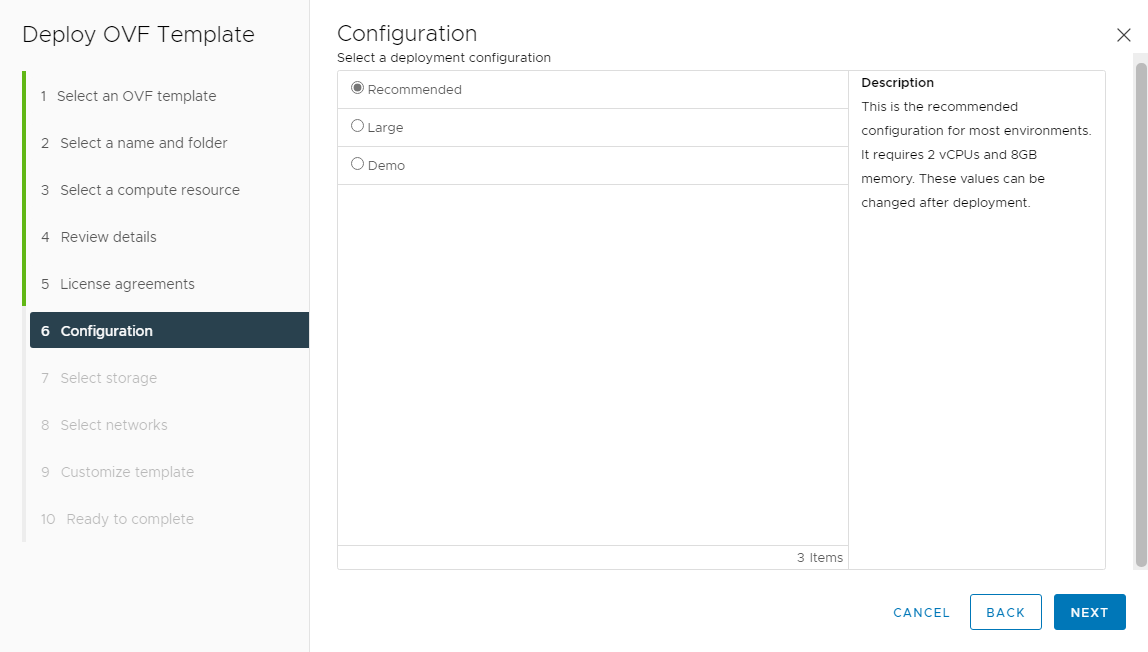 Deploy OVF Template
1 Select an OVF template
2 Select a name and folder
3 Select a compute resource
4 Review details
5 License agreements
6 Configuration
7 Select storage
8 Select networks
9 Customize template
10 Ready to complete
Configuration
Select a deployment configuration
Recommended
Large
Demo
3 Items
Description
This is the recommended
configuration for most environments.
It requires 2 vCPUs and 8GB
memory. These values can be
changed after deployment.
CANCEL
BACK
NEXT